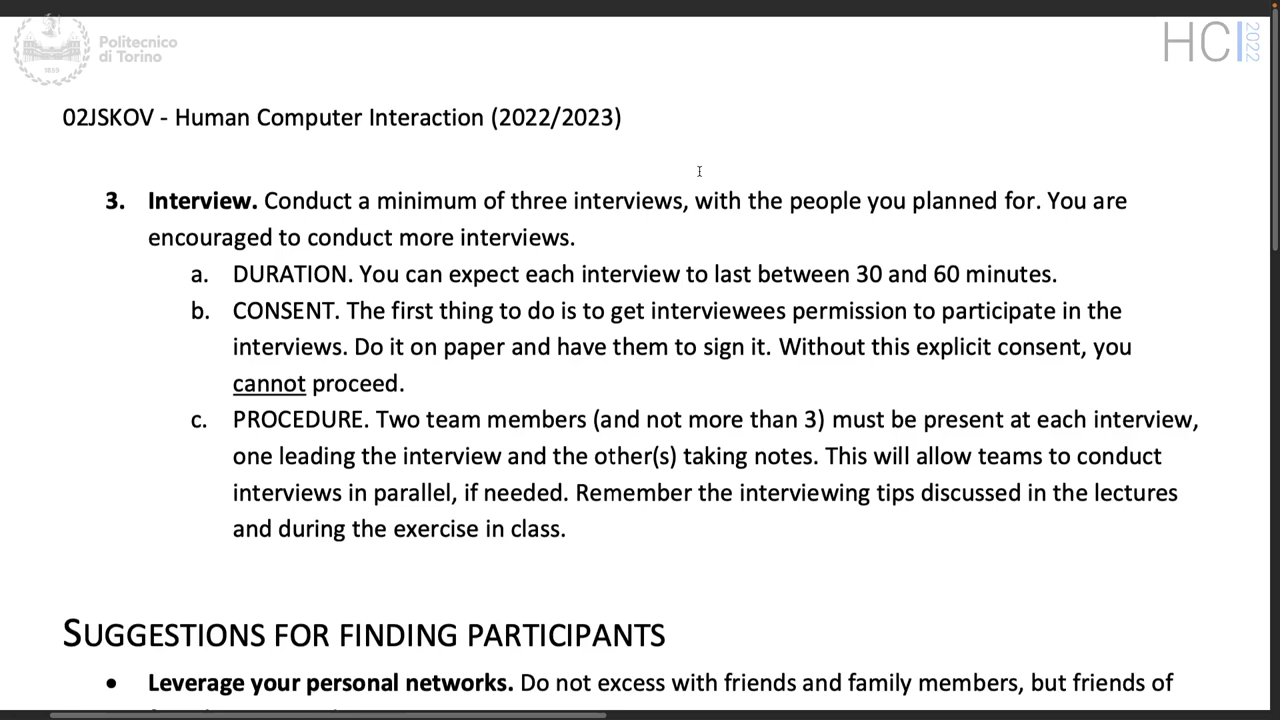 Politecnico
di Torino
1859
HCI 2022
02JSKOV - Human Computer Interaction (2022/2023)
3. Interview. Conduct a minimum of three interviews, with the people you planned for. You are
encouraged to conduct more interviews.
a. DURATION. You can expect each interview to last between 30 and 60 minutes.
b. CONSENT. The first thing to do is to get interviewees permission to participate in the
interviews. Do it on paper and have them to sign it. Without this explicit consent, you
cannot proceed.
c. PROCEDURE. Two team members (and not more than 3) must be present at each interview,
one leading the interview and the other(s) taking notes. This will allow teams to conduct
interviews in parallel, if needed. Remember the interviewing tips discussed in the lectures
and during the exercise in class.
SUGGESTIONS FOR FINDING PARTICIPANTS
• Leverage your personal networks. Do not excess with friends and family members, but friends of